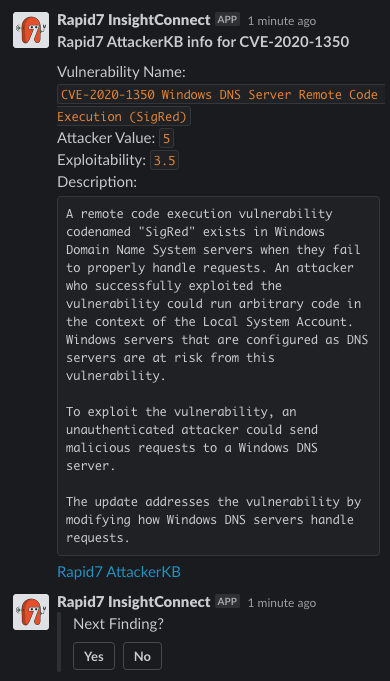 Rapid7 InsightConnect APP 1 minute ago
Rapid7 AttackerKB info for CVE-2020-1350
Vulnerability Name:
CVE-2020-1350 Windows DNS Server Remote Code
Execution (SigRed)
Attacker Value: 5
Exploitability: 3.5
Description:
A remote code execution vulnerability
codenamed "SigRed" exists in Windows
Domain Name System servers when they fail
to properly handle requests. An attacker
who successfully exploited the
vulnerability could run arbitrary code in
the context of the Local System Account.
Windows servers that are configured as DNS
servers are at risk from this
vulnerability.
To exploit the vulnerability, an
unauthenticated attacker could send
malicious requests to a Windows DNS
server.
The update addresses the vulnerability by
modifying how Windows DNS servers handle
requests.
Rapid7 AttackerKB
Rapid7 InsightConnect APP 1 minute ago
Next Finding?
Yes No